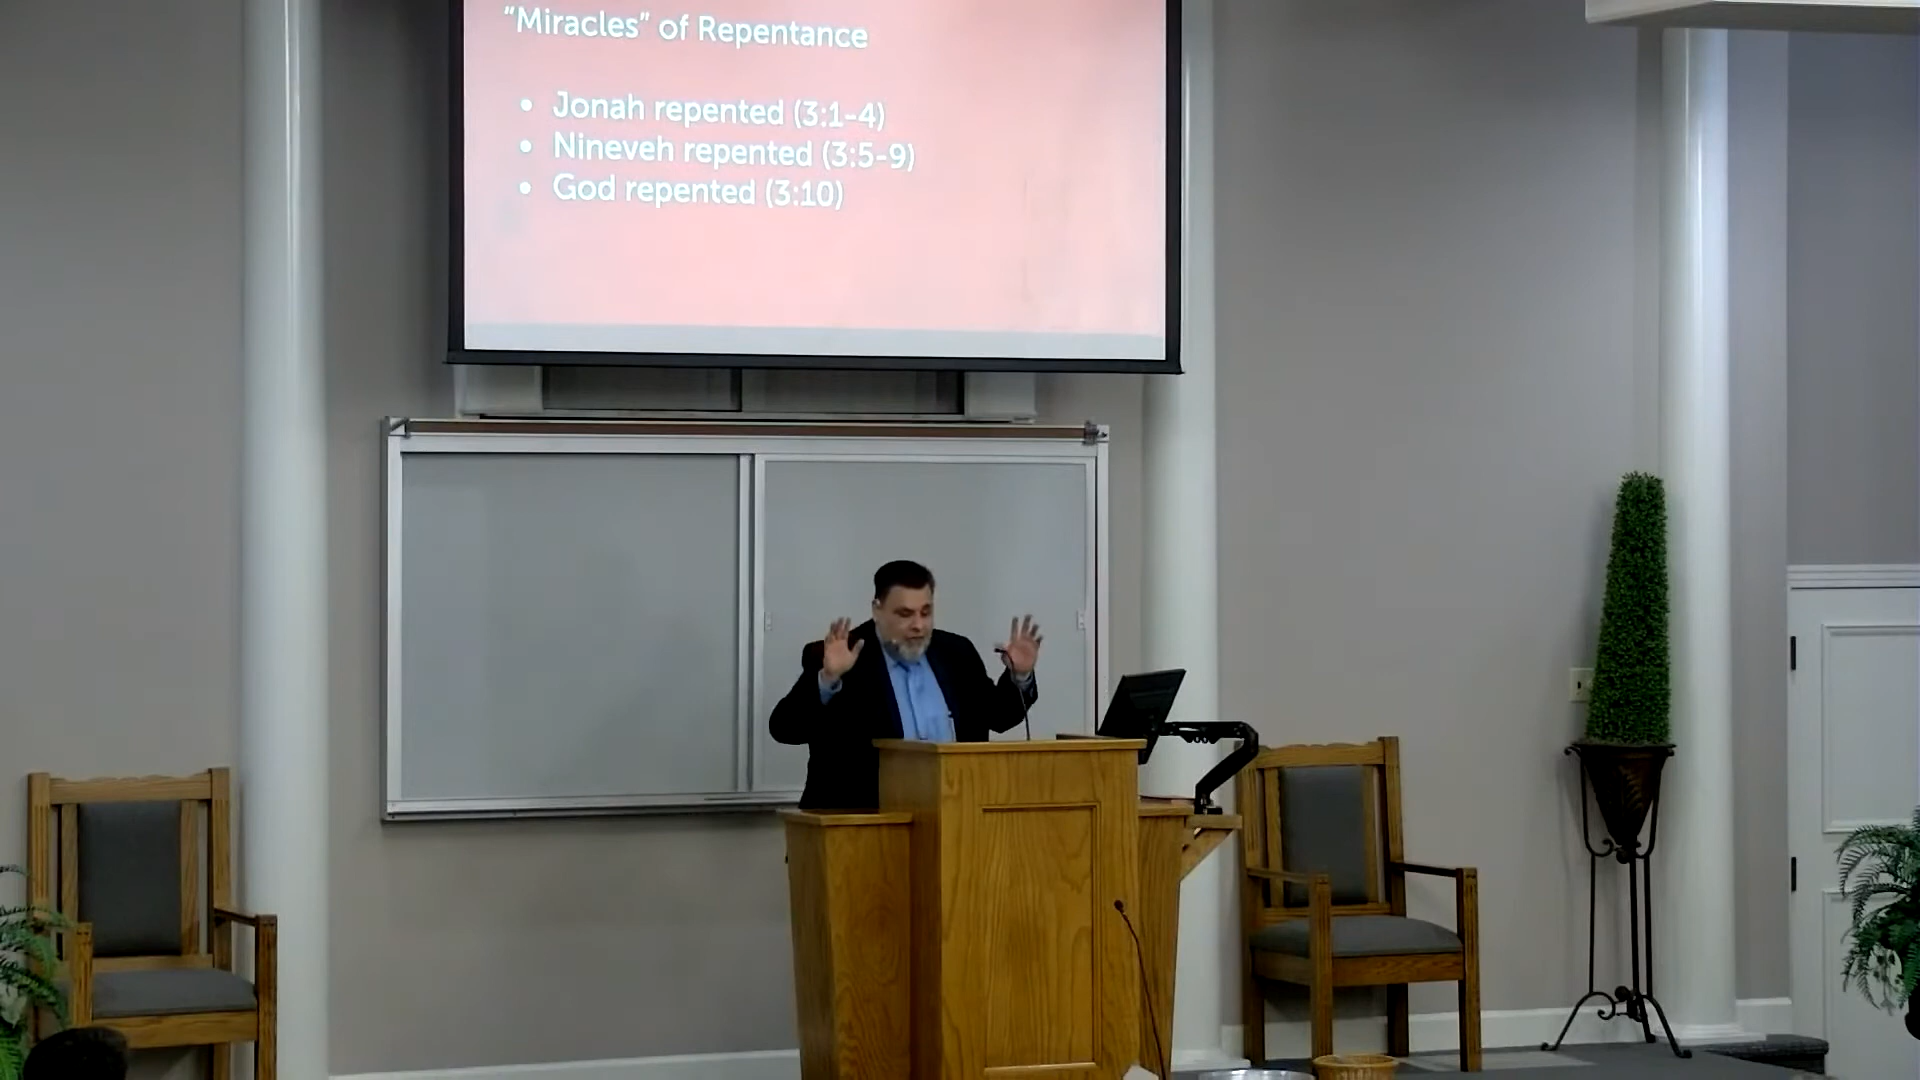 “Miracles” of Repentance
• Jonah repented (3:1-4)
• Nineveh repented (3:5-9)
• God repented (3:10)